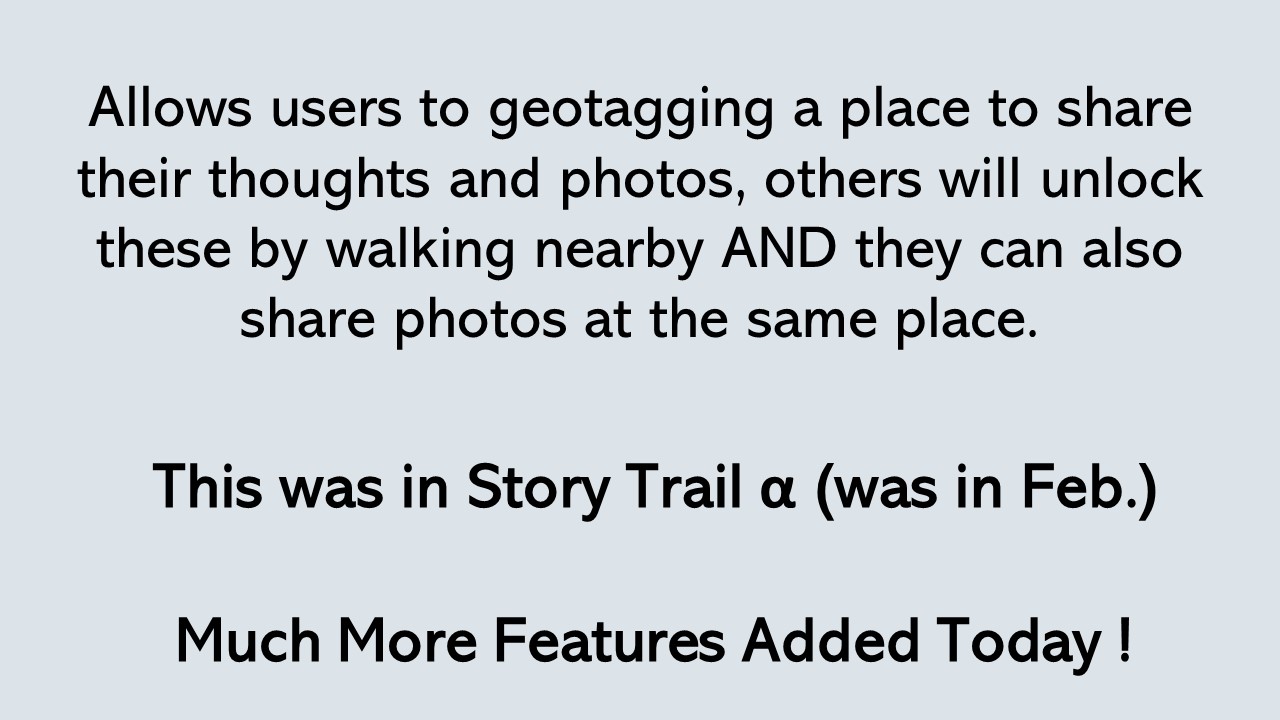 Allows users to geotagging a place to share
their thoughts and photos, others will unlock
these by walking nearby AND they can also
share photos at the same place.
This was in Story Trail α (was in Feb.)
Much More Features Added Today !